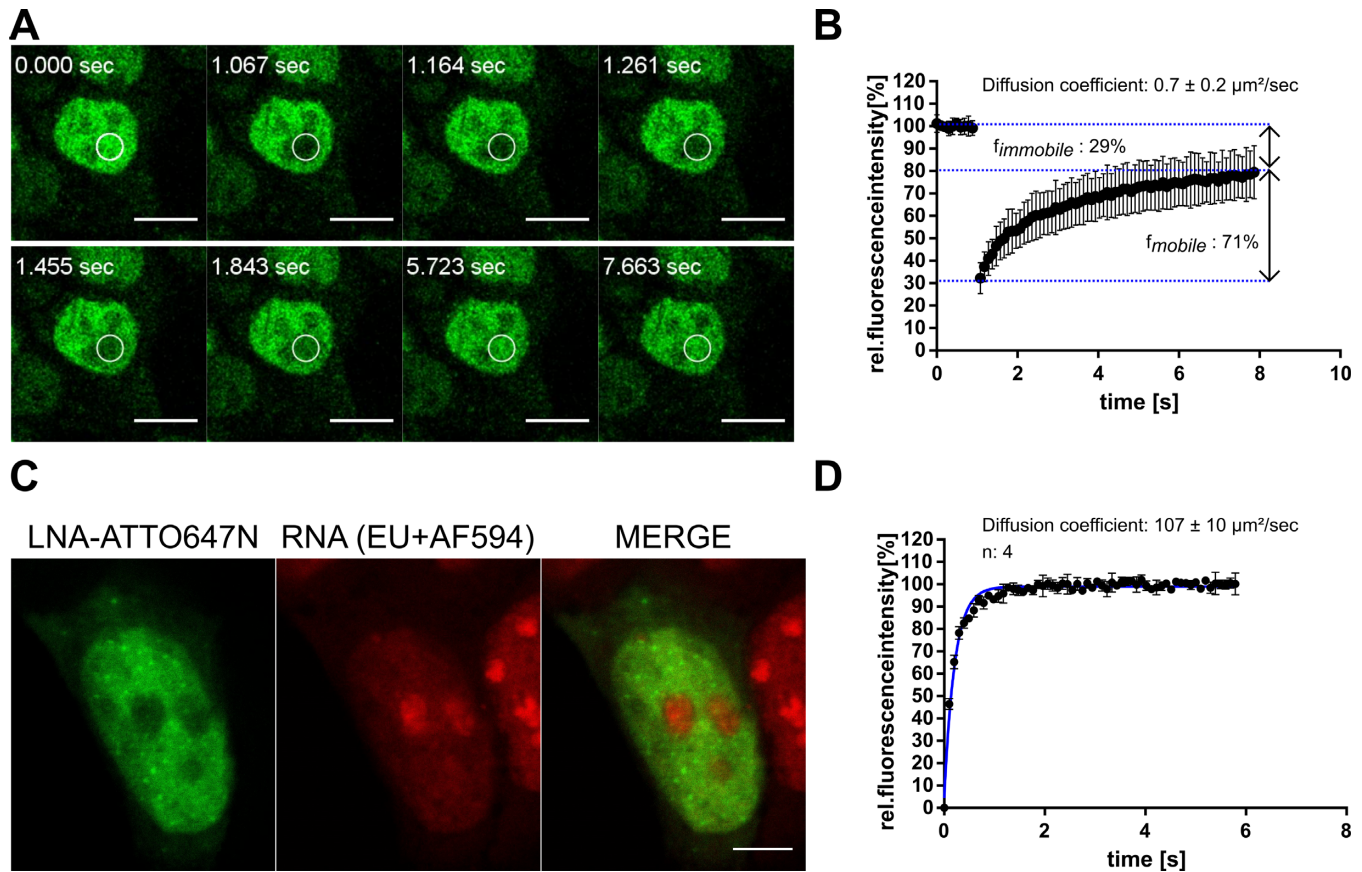 A
0.000 sec
1.067 sec
1.164 sec
1.261 sec
1.455 sec
1.843 sec
5.723 sec
7.663 sec
B
Diffusion coefficient: 0.7 ± 0.2 µm²/sec
rel.fluorescenceintensity[%]
120
110
100
90
80
70
60
50
40
30
20
10
0
f immobile : 29%
f mobile : 71%
0 2 4 6 8 10
time [s]
C
LNA-ATTO647N RNA (EU+AF594) MERGE
D
Diffusion coefficient: 107 ± 10 µm²/sec
n: 4
rel.fluorescenceintensity[%]
120
110
100
90
80
70
60
50
40
30
20
10
0
0 2 4 6 8
time [s]